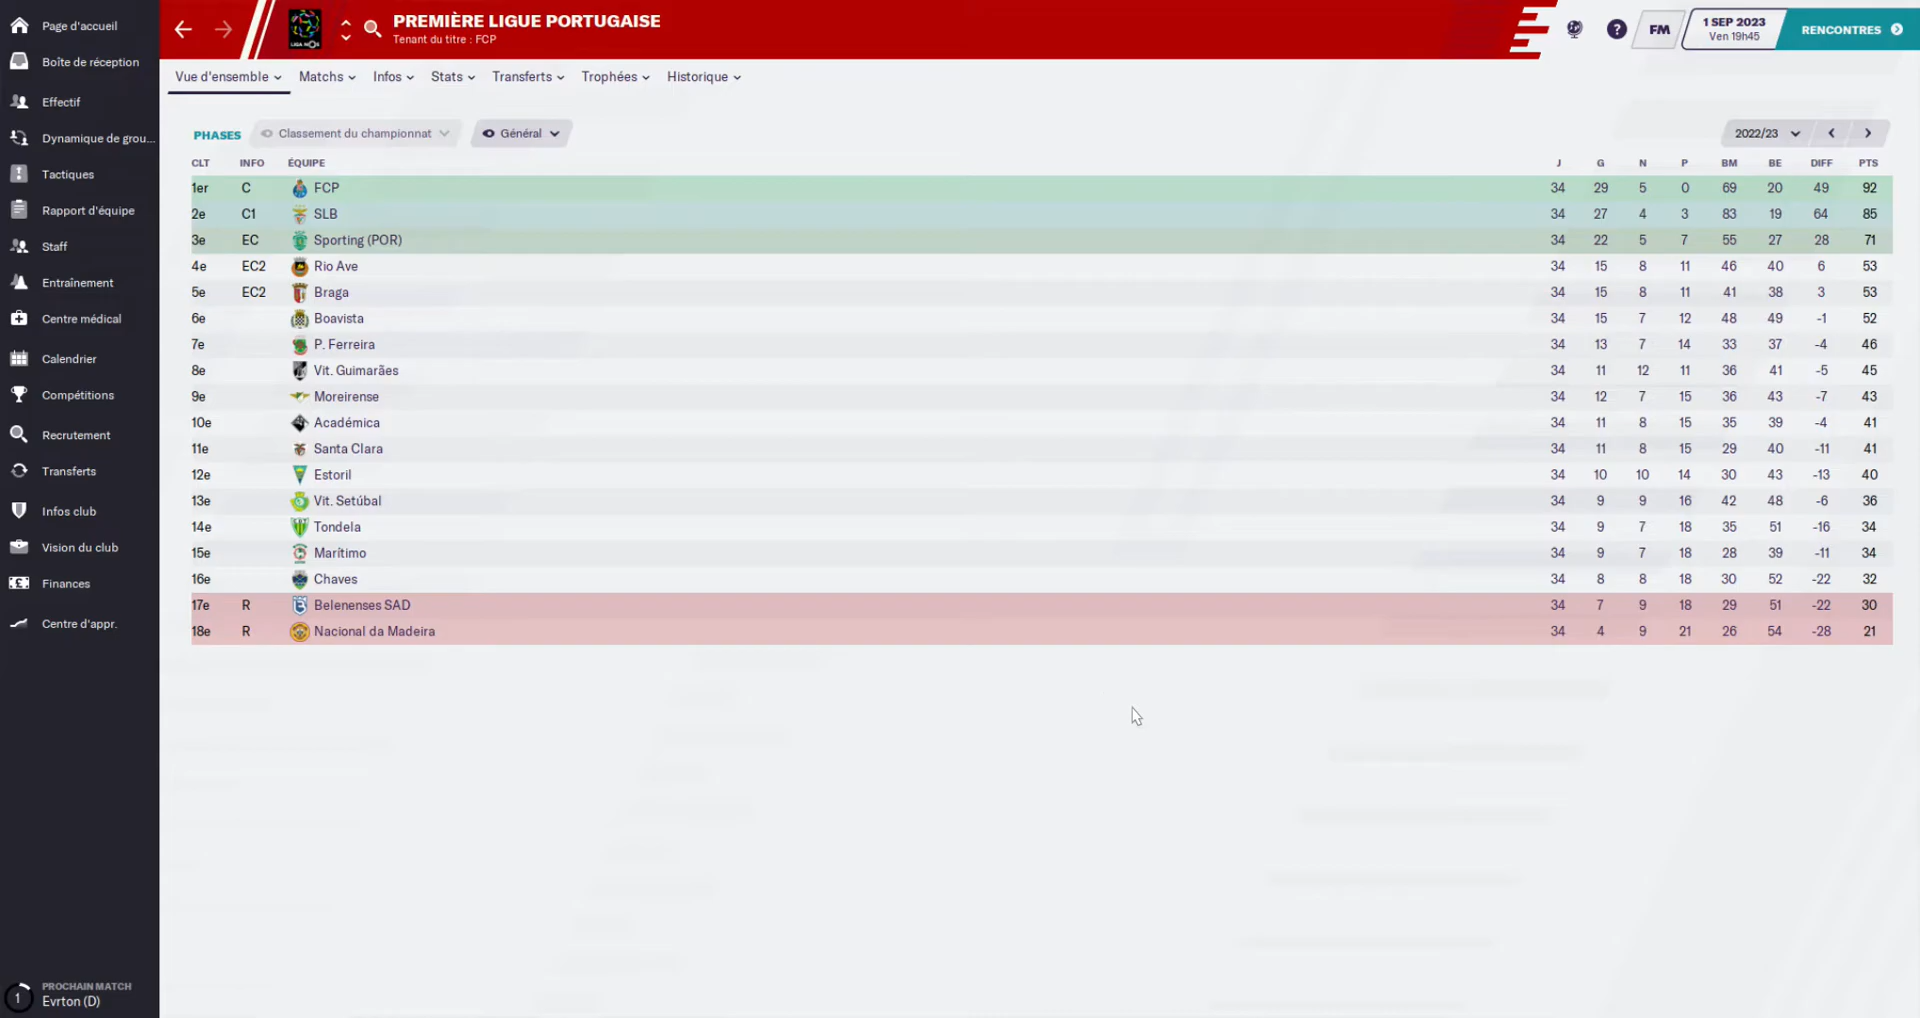 Page d'accueil
Boîte de réception
Effectif
Dynamique de grou...
Tactiques
Rapport d'équipe
Staff
Entraînement
Centre médical
Calendrier
Compétitions
Recrutement
Transferts
Infos club
Vision du club
Finances
Centre d'appr.
1 PROCHAIN MATCH
Evrton (D)
LIGA NOS
PREMIÈRE LIGUE PORTUGAISE
Tenant du titre : FCP
? FM
1 SEP 2023
Ven 19h45
RENCONTRES
Vue d'ensemble Matchs Infos Stats Transferts Trophées Historique
PHASES Classement du championnat Général 2022/23
CLT INFO ÉQUIPE J G N P BM BE DIFF PTS
1er C FCP 34 29 5 0 69 20 49 92
2e C1 SLB 34 27 4 3 83 19 64 85
3e EC Sporting (POR) 34 22 5 7 55 27 28 71
4e EC2 Rio Ave 34 15 8 11 46 40 6 53
5e EC2 Braga 34 15 8 11 41 38 3 53
6e Boavista 34 15 7 12 48 49 -1 52
7e P. Ferreira 34 13 7 14 33 37 -4 46
8e Vit. Guimarães 34 11 12 11 36 41 -5 45
9e Moreirense 34 12 7 15 36 43 -7 43
10e Académica 34 11 8 15 35 39 -4 41
11e Santa Clara 34 11 8 15 29 40 -11 41
12e Estoril 34 10 10 14 30 43 -13 40
13e Vit. Setúbal 34 9 9 16 42 48 -6 36
14e Tondela 34 9 7 18 35 51 -16 34
15e Marítimo 34 9 7 18 28 39 -11 34
16e Chaves 34 8 8 18 30 52 -22 32
17e R Belenenses SAD 34 7 9 18 29 51 -22 30
18e R Nacional da Madeira 34 4 9 21 26 54 -28 21